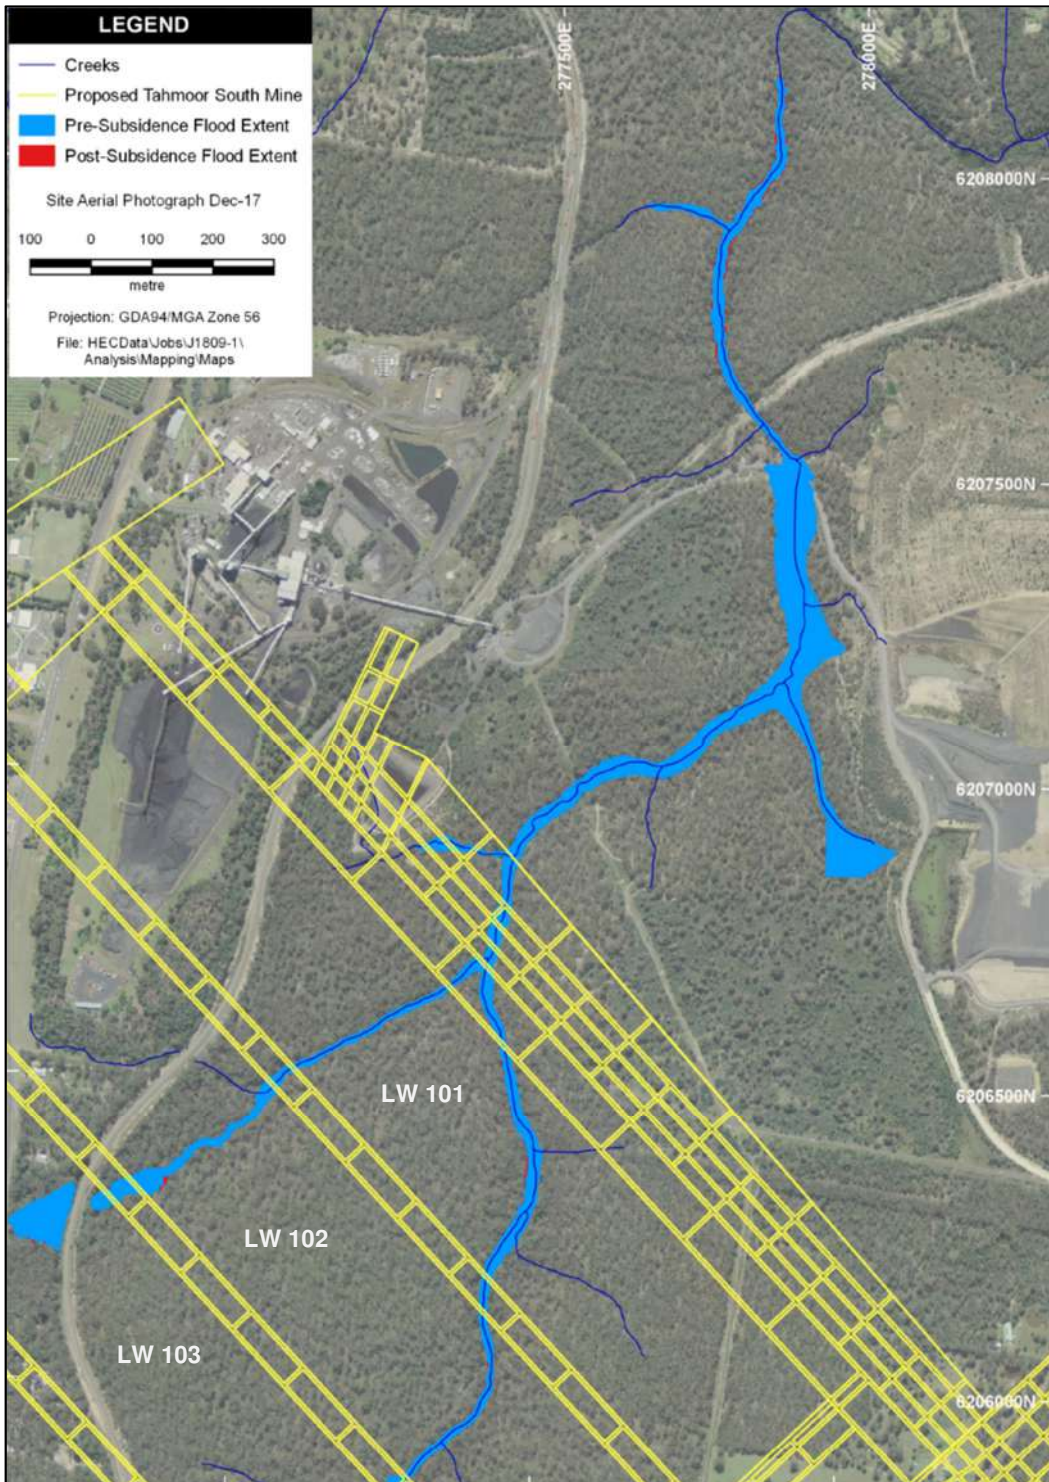 LEGEND
Creeks
Proposed Tahmoor South Mine
Pre-Subsidence Flood Extent
Post-Subsidence Flood Extent
Site Aerial Photograph Dec-17
100 0 100 200 300
metre
Projection: GDA94/MGA Zone 56
File: HECData\Jobs\J1809-1\
Analysis\Mapping\Maps
277500E
278000E
6208000N
6207500N
6207000N
6206500N
6206000N
LW 101
LW 102
LW 103